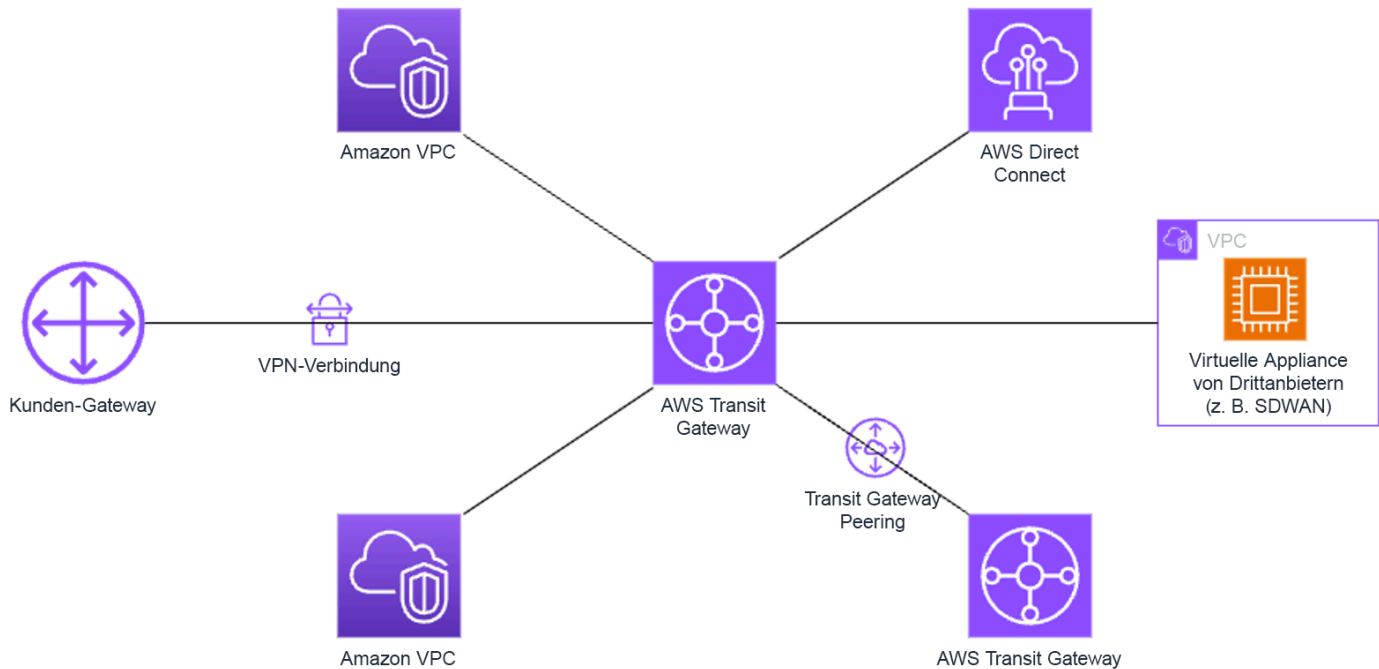 Amazon VPC
AWS Direct
Connect
VPC
Virtuelle Appliance
von Drittanbietern
(z. B. SDWAN)
VPN-Verbindung
Kunden-Gateway
AWS Transit
Gateway
Transit Gateway
Peering
Amazon VPC
AWS Transit Gateway